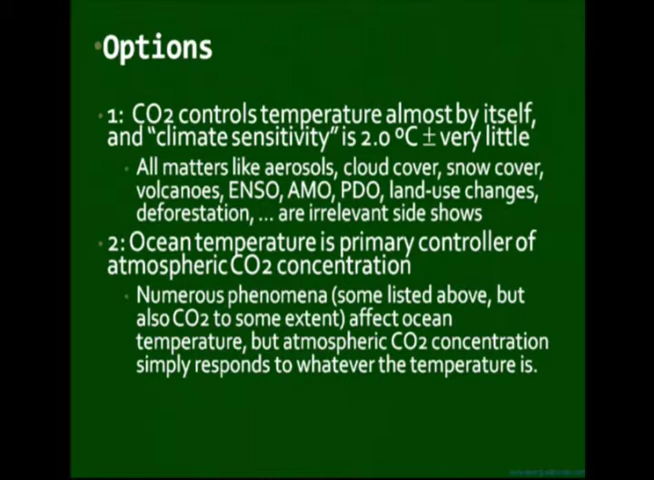 •Options
• 1: CO2 controls temperature almost by itself,
and "climate sensitivity" is 2.0 ºC ± very little
• All matters like aerosols, cloud cover, snow cover,
volcanoes, ENSO, AMO, PDO, land-use changes,
deforestation, ... are irrelevant side shows
• 2: Ocean temperature is primary controller of
atmospheric CO2 concentration
• Numerous phenomena (some listed above, but
also CO2 to some extent) affect ocean
temperature, but atmospheric CO2 concentration
simply responds to whatever the temperature is.